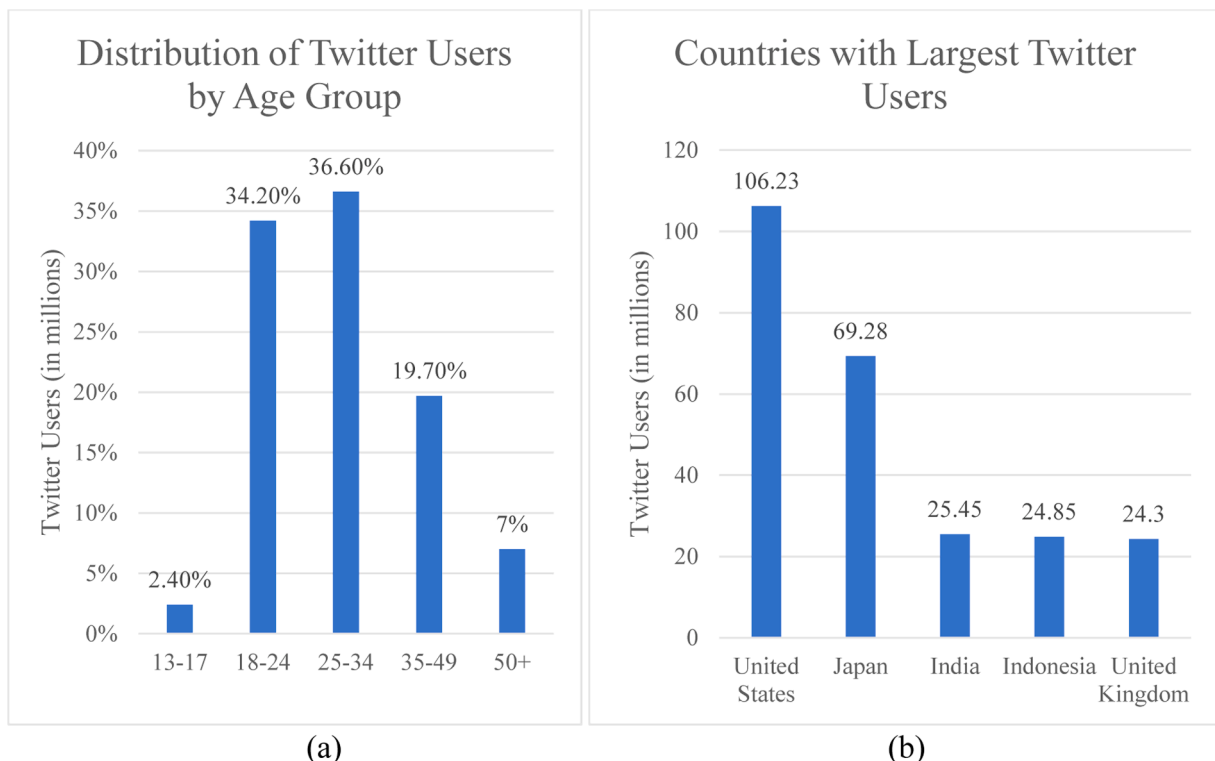 Distribution of Twitter Users
by Age Group
Twitter Users (in millions)
40%
35%
30%
25%
20%
15%
10%
5%
0%
2.40%
34.20%
36.60%
19.70%
7%
13-17
18-24
25-34
35-49
50+
(a)
Countries with Largest Twitter
Users
Twitter Users (in millions)
120
100
80
60
40
20
0
106.23
69.28
25.45
24.85
24.3
United
States
Japan
India
Indonesia
United
Kingdom
(b)